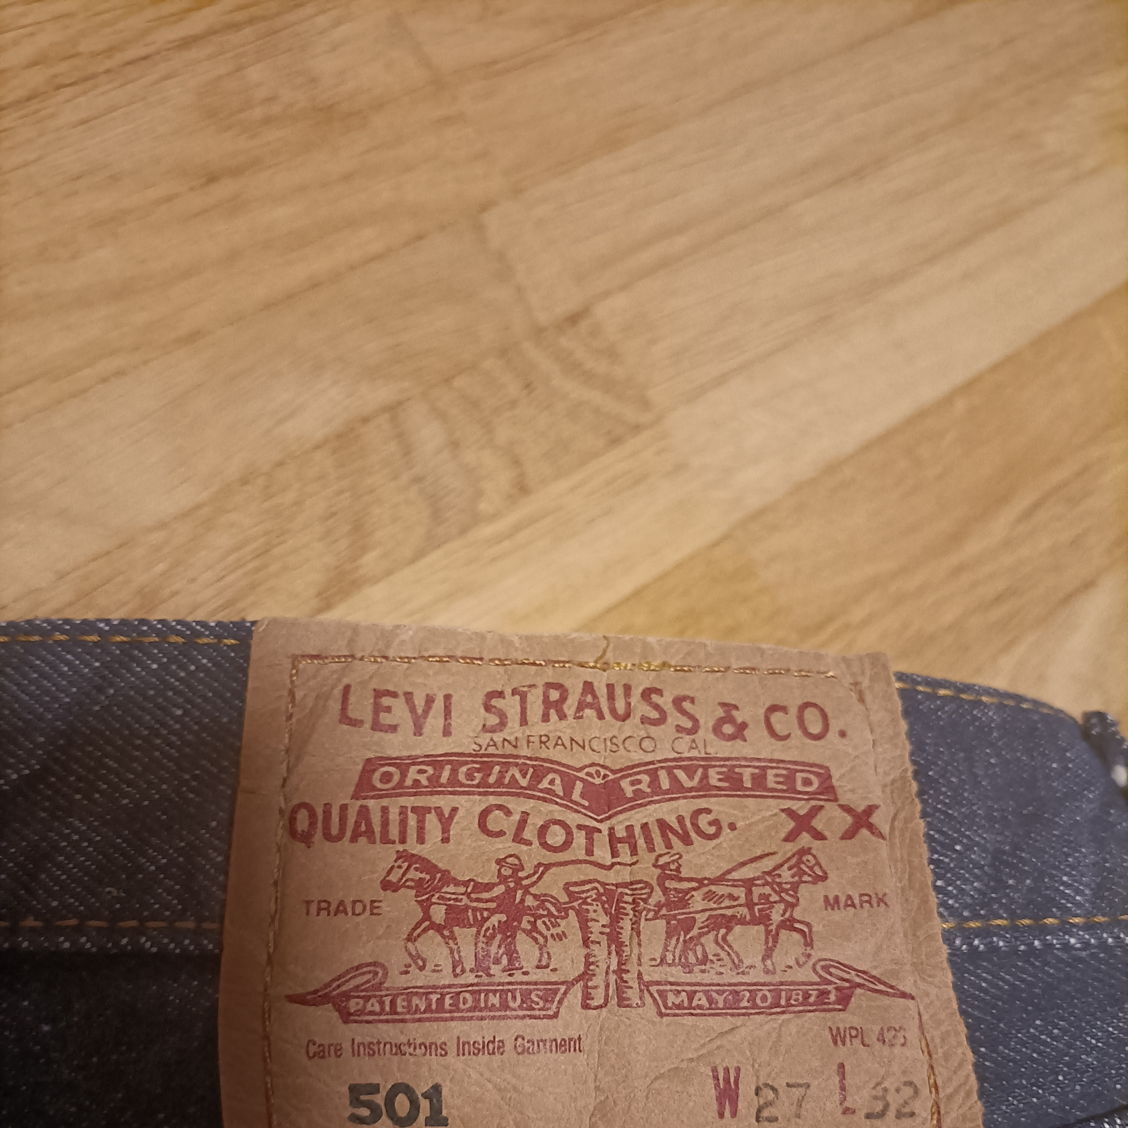 LEVI STRAUSS & CO.
SAN FRANCISCO CAL.
ORIGINAL RIVETED
QUALITY CLOTHING. XX
TRADE MARK
PATENTED IN U.S. MAY 20 1873
Care Instructions Inside Garment WPL 423
501 W 27 L 32